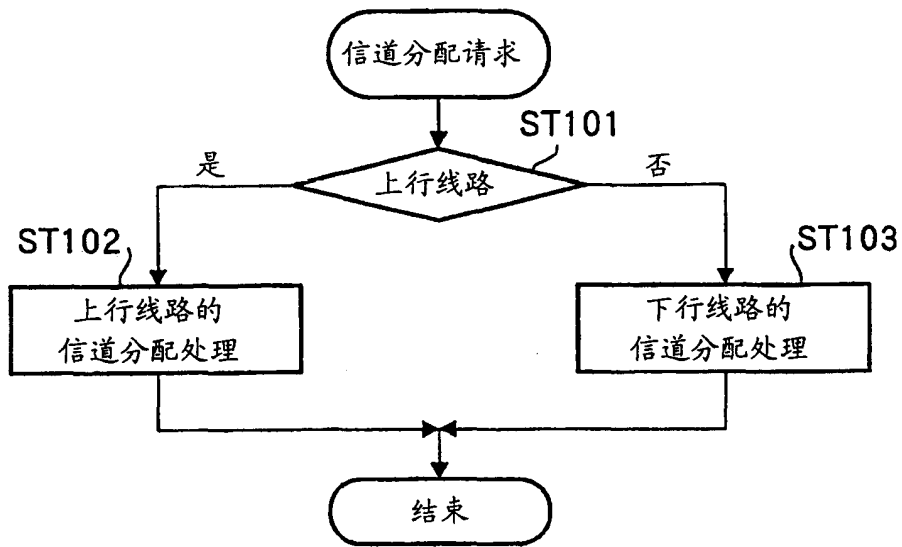 信道分配请求
ST101
是
上行线路
否
ST102
ST103
上行线路的
信道分配处理
下行线路的
信道分配处理
结束